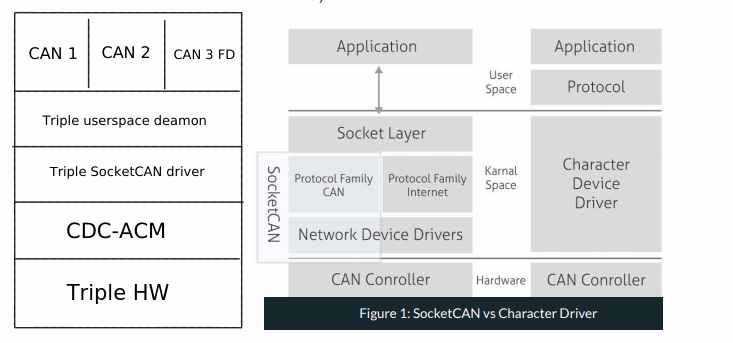 CAN 1
CAN 2
CAN 3 FD
Triple userspace deamon
Triple SocketCAN driver
CDC-ACM
Triple HW
Application
Socket Layer
SocketCAN
Protocol Family
CAN
Protocol Family
Internet
Network Device Drivers
CAN Conroller
User
Space
Karnal
Space
Hardware
Application
Protocol
Character
Device
Driver
CAN Conroller
Figure 1: SocketCAN vs Character Driver